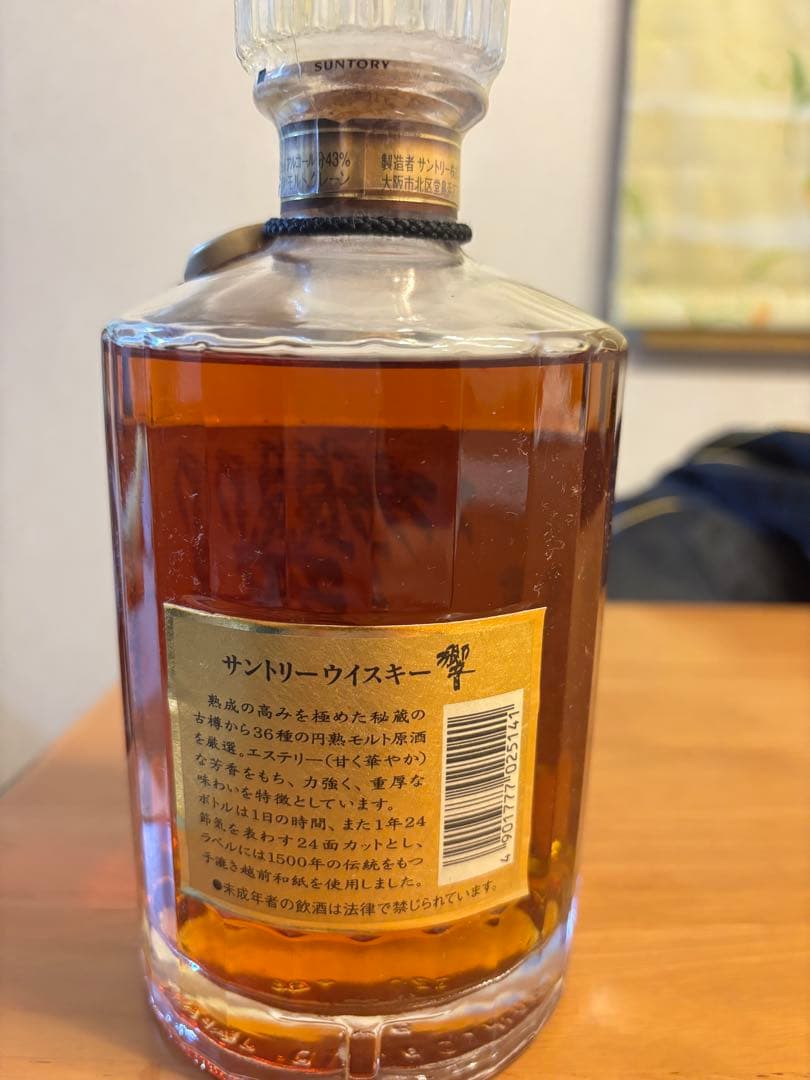 SUNTORY
アルコール分43%
製造者 サントリー
モルト、グレーン
大阪市北区堂島浜
サントリーウイスキー 響
熟成の高みを極めた秘蔵の
古樽から36種の円熟モルト原酒
を厳選。エステリー(甘く華やか)
な芳香をもち、力強く、重厚な
味わいを特徴としています。
ボトルは1日の時間、また1年24
節気を表わす24面カットとし、
ラベルには1500年の伝統をもつ
手漉き越前和紙を使用しました。
●未成年者の飲酒は法律で禁じられています。
4 901777 025141